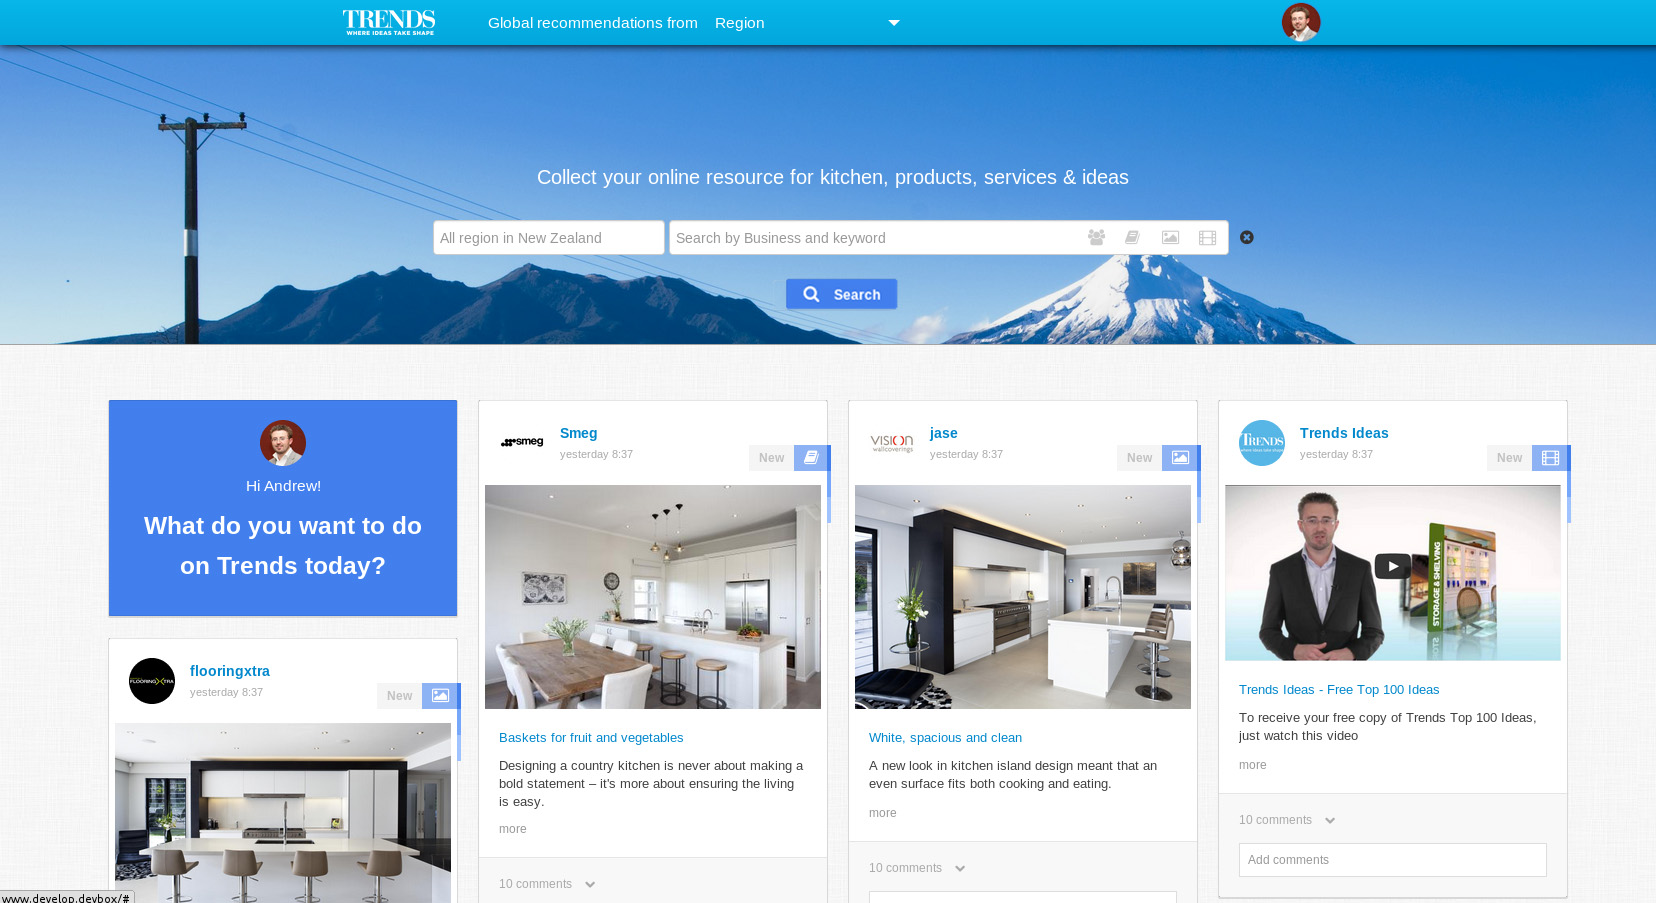 TRENDS
WHERE IDEAS TAKE SHAPE
Global recommendations from Region
Collect your online resource for kitchen, products, services & ideas
All region in New Zealand
Search by Business and keyword
Search
Hi Andrew!
What do you want to do
on Trends today?
FLOORINGXTRA
flooringxtra
yesterday 8:37
New
smeg
Smeg
yesterday 8:37
New
Baskets for fruit and vegetables
Designing a country kitchen is never about making a
bold statement – it's more about ensuring the living
is easy.
more
10 comments
VISION
wallcoverings
jase
yesterday 8:37
New
White, spacious and clean
A new look in kitchen island design meant that an
even surface fits both cooking and eating.
more
10 comments
TRENDS
where ideas take shape
Trends Ideas
yesterday 8:37
New
STORAGE & SHELVING
Trends Ideas - Free Top 100 Ideas
To receive your free copy of Trends Top 100 Ideas,
just watch this video
more
10 comments
Add comments
www.develop.devbox/#